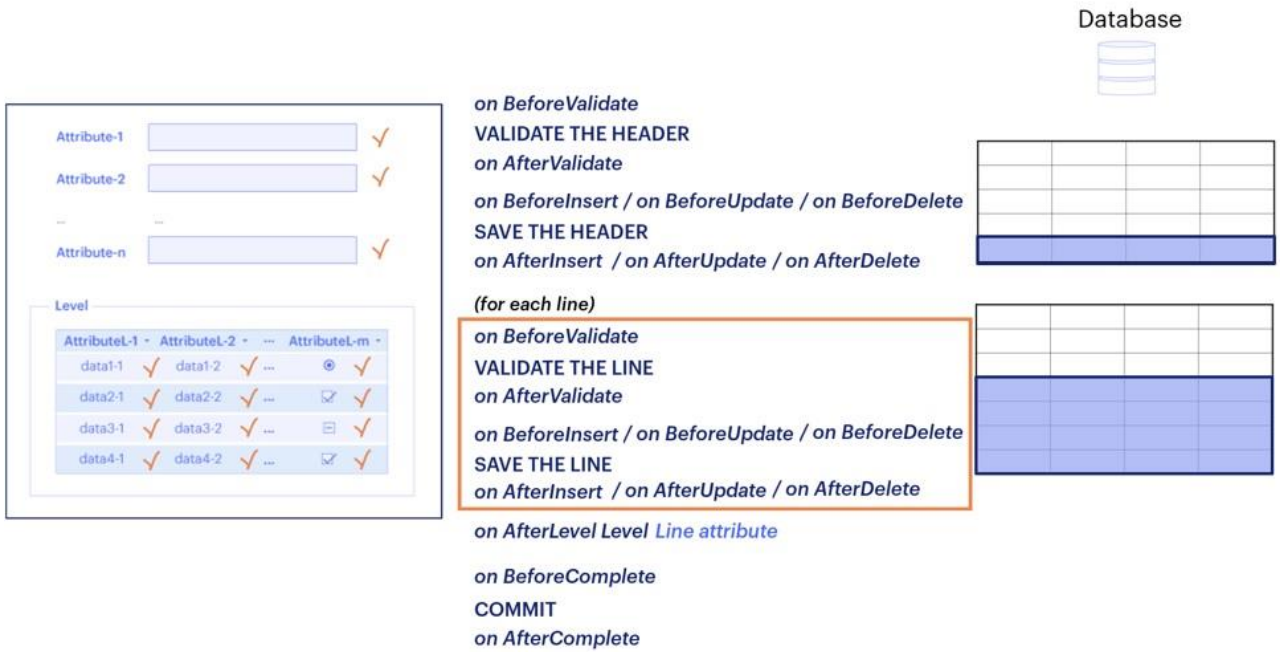 Database
Attribute-1
Attribute-2
... ...
Attribute-n
Level
AttributeL-1 AttributeL-2 ... AttributeL-m
data1-1 data1-2 ...
data2-1 data2-2 ...
data3-1 data3-2 ...
data4-1 data4-2 ...
on BeforeValidate
VALIDATE THE HEADER
on AfterValidate
on BeforeInsert / on BeforeUpdate / on BeforeDelete
SAVE THE HEADER
on AfterInsert / on AfterUpdate / on AfterDelete
(for each line)
on BeforeValidate
VALIDATE THE LINE
on AfterValidate
on BeforeInsert / on BeforeUpdate / on BeforeDelete
SAVE THE LINE
on AfterInsert / on AfterUpdate / on AfterDelete
on AfterLevel Level Line attribute
on BeforeComplete
COMMIT
on AfterComplete